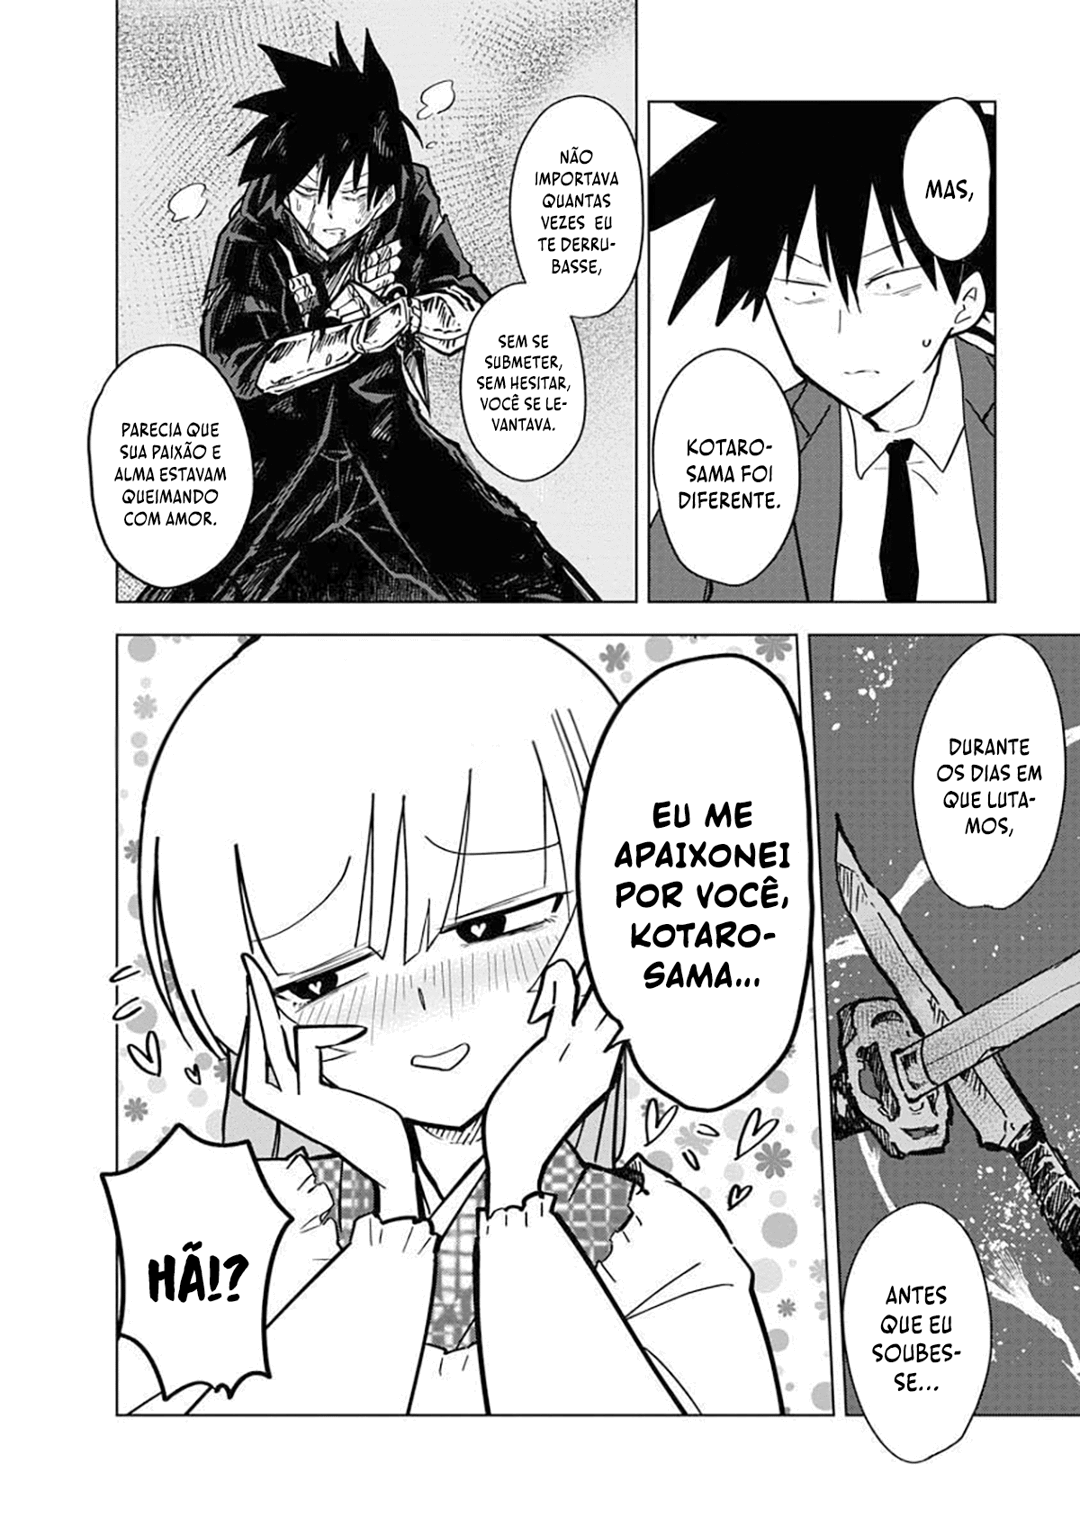 MAS,
KOTARO-
SAMA FOI
DIFERENTE.
NÃO
IMPORTAVA
QUANTAS
VEZES EU
TE DERRU-
BASSE,
SEM SE
SUBMETER,
SEM HESITAR,
VOCÊ SE LE-
VANTAVA.
PARECIA QUE
SUA PAIXÃO E
ALMA ESTAVAM
QUEIMANDO
COM AMOR.
DURANTE
OS DIAS EM
QUE LUTA-
MOS,
ANTES
QUE EU
SOUBES-
SE...
EU ME
APAIXONEI
POR VOCÊ,
KOTARO-
SAMA...
HÃ!?